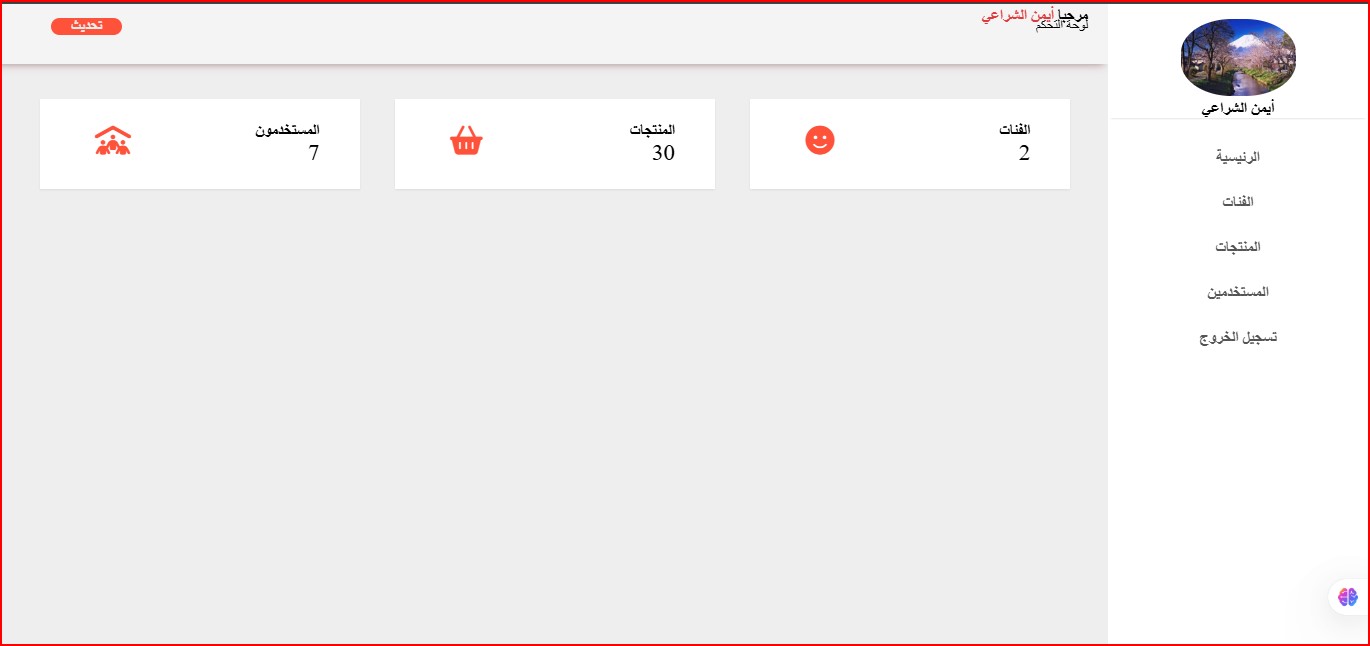 مرحبا أيمن الشراعي
لوحة التحكم
تحديث
أيمن الشراعي
الرئيسية
الفئات
المنتجات
المستخدمين
تسجيل الخروج
الفئات
2
المنتجات
30
المستخدمون
7